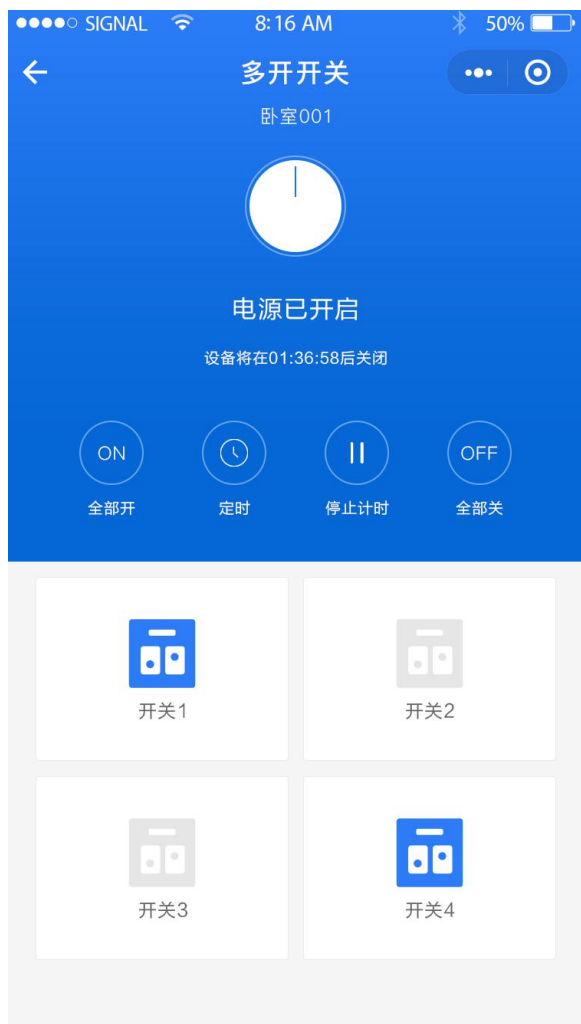 SIGNAL 8:16 AM 50%
多开开关
卧室001
电源已开启
设备将在01:36:58后关闭
ON OFF
全部开 定时 停止计时 全部关
开关1 开关2
开关3 开关4